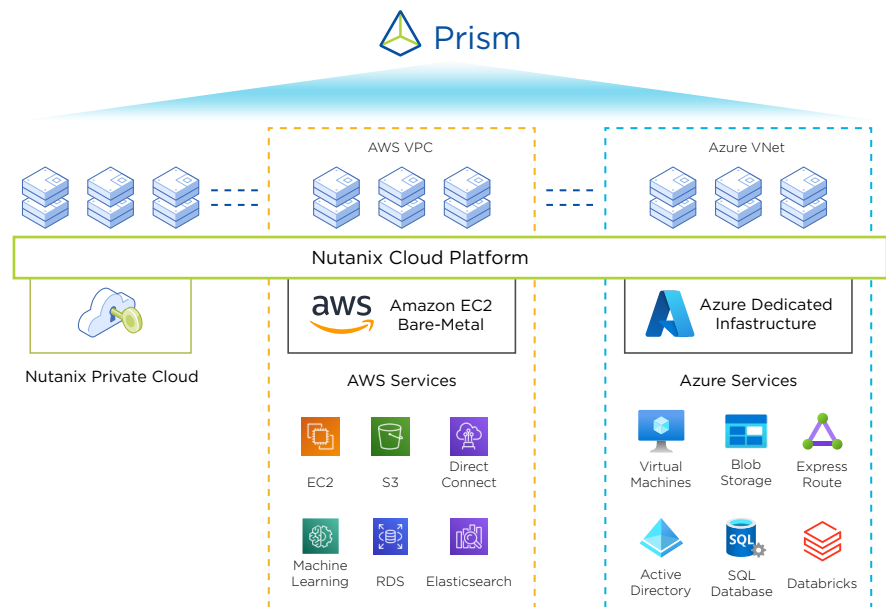 Prism
AWS VPC
Azure VNet
Nutanix Cloud Platform
aws
Amazon EC2
Bare-Metal
Azure Dedicated
Infastructure
Nutanix Private Cloud
AWS Services
Azure Services
EC2
S3
Direct
Connect
Virtual
Machines
Blob
Storage
Express
Route
Machine
Learning
RDS
Elasticsearch
Active
Directory
SQL
SQL
Database
Databricks